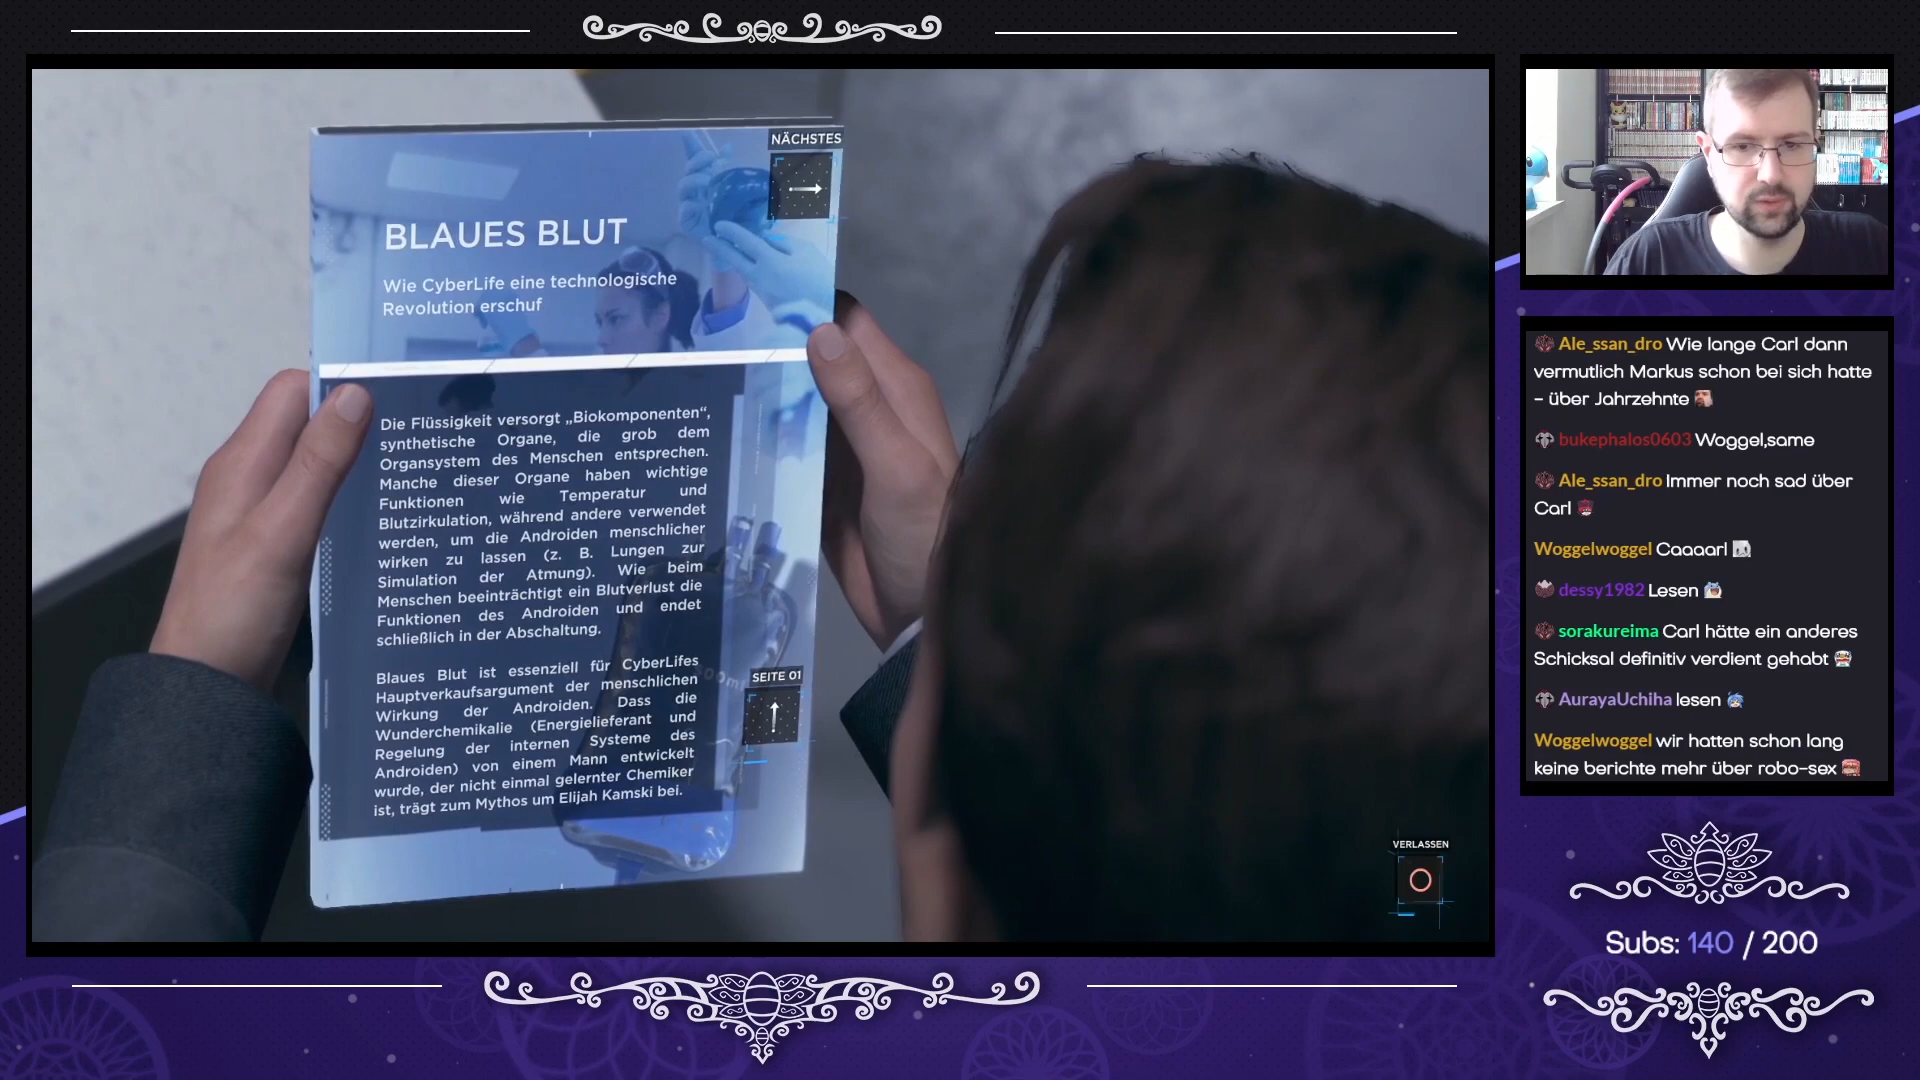 NÄCHSTES
BLAUES BLUT
Wie CyberLife eine technologische
Revolution erschuf
Die Flüssigkeit versorgt „Biokomponenten“,
synthetische Organe, die grob dem
Organsystem des Menschen entsprechen.
Manche dieser Organe haben wichtige
Funktionen wie Temperatur und
Blutzirkulation, während andere verwendet
werden, um die Androiden menschlicher
wirken zu lassen (z. B. Lungen zur
Simulation der Atmung). Wie beim
Menschen beeinträchtigt ein Blutverlust die
Funktionen des Androiden und endet
schließlich in der Abschaltung.
Blaues Blut ist essenziell für CyberLifes
Hauptverkaufsargument der menschlichen
Wirkung der Androiden. Dass die
Wunderchemikalie (Energielieferant und
Regelung der internen Systeme des
Androiden) von einem Mann entwickelt
wurde, der nicht einmal gelernter Chemiker
ist, trägt zum Mythos um Elijah Kamski bei.
SEITE 01
VERLASSEN
Ale_ssan_dro Wie lange Carl dann
vermutlich Markus schon bei sich hatte
- über Jahrzehnte
bukephalos0603 Woggel,same
Ale_ssan_dro Immer noch sad über
Carl
Woggelwoggel Caaaarl
dessy1982 Lesen
sorakureima Carl hätte ein anderes
Schicksal definitiv verdient gehabt
AurayaUchiha lesen
Woggelwoggel wir hatten schon lang
keine berichte mehr über robo-sex
Subs: 140 / 200